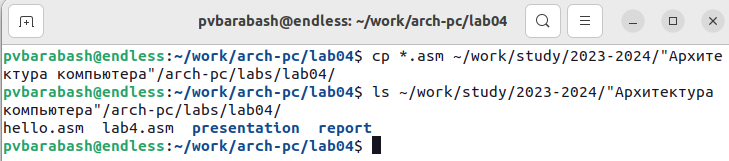 pvbarabash@endless: ~/work/arch-pc/lab04
pvbarabash@endless:~/work/arch-pc/lab04$ cp *.asm ~/work/study/2023-2024/"Архите
ктура компьютера"/arch-pc/labs/lab04/
pvbarabash@endless:~/work/arch-pc/lab04$ ls ~/work/study/2023-2024/"Архитектура
компьютера"/arch-pc/labs/lab04/
hello.asm  lab4.asm  presentation  report
pvbarabash@endless:~/work/arch-pc/lab04$